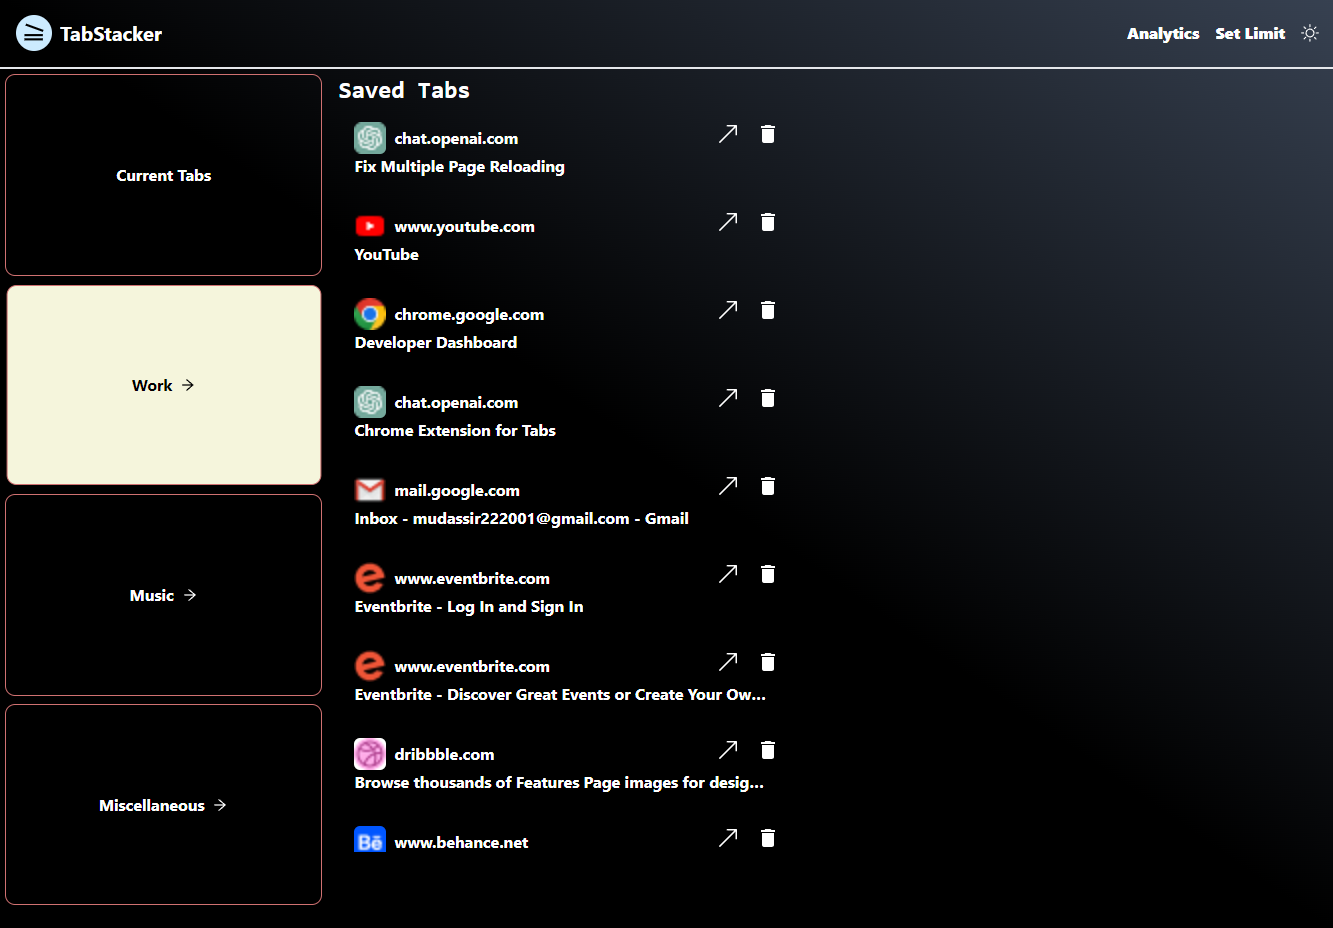 TabStacker
Analytics Set Limit
Current Tabs
Work
Music
Miscellaneous
Saved Tabs
chat.openai.com
Fix Multiple Page Reloading
www.youtube.com
YouTube
chrome.google.com
Developer Dashboard
chat.openai.com
Chrome Extension for Tabs
mail.google.com
Inbox - mudassir222001@gmail.com - Gmail
www.eventbrite.com
Eventbrite - Log In and Sign In
www.eventbrite.com
Eventbrite - Discover Great Events or Create Your Ow...
dribbble.com
Browse thousands of Features Page images for desig...
Bē www.behance.net